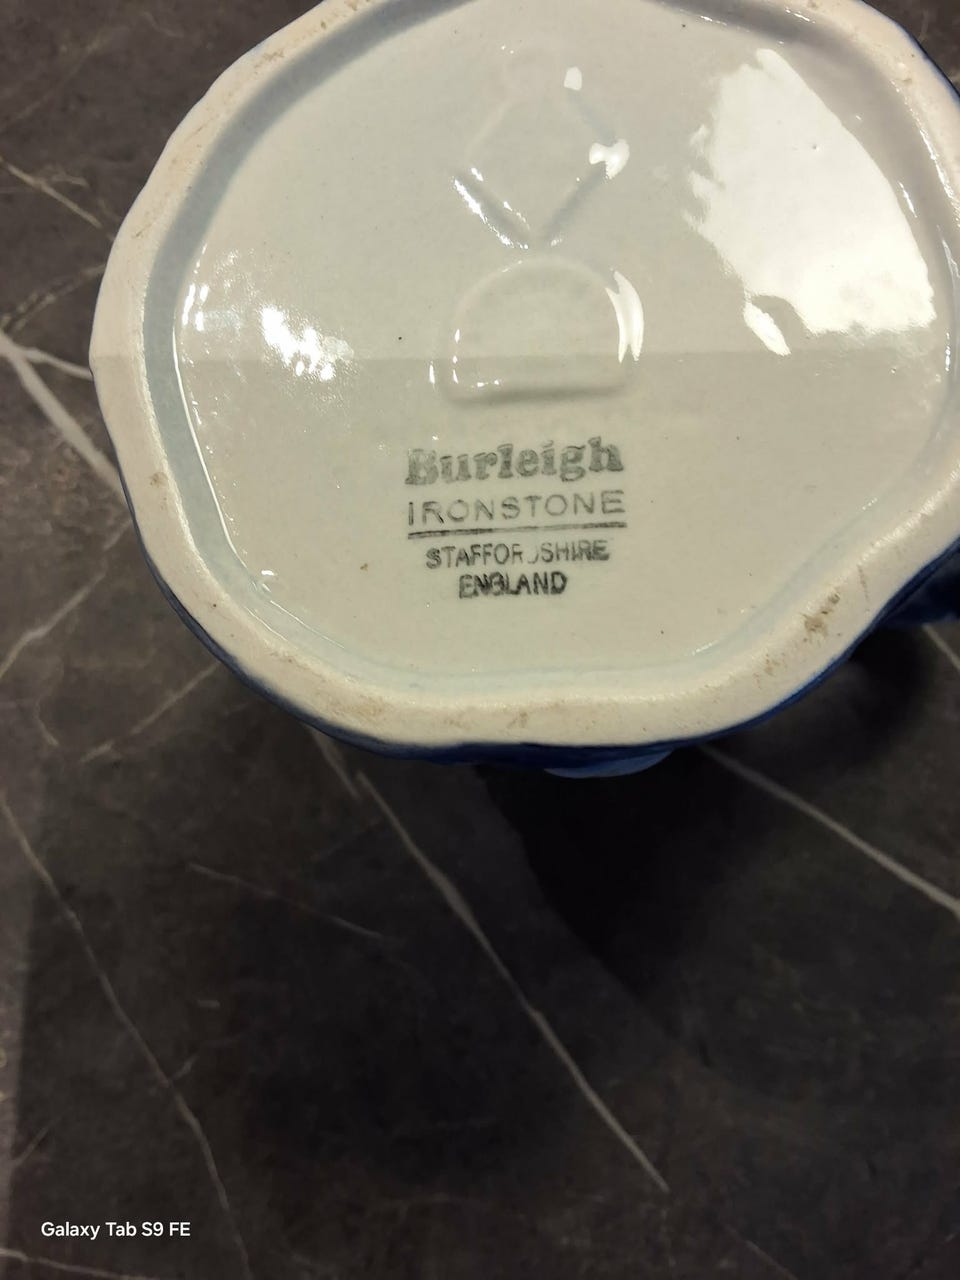 Burleigh
IRONSTONE
STAFFORDSHIRE
ENGLAND
Galaxy Tab S9 FE